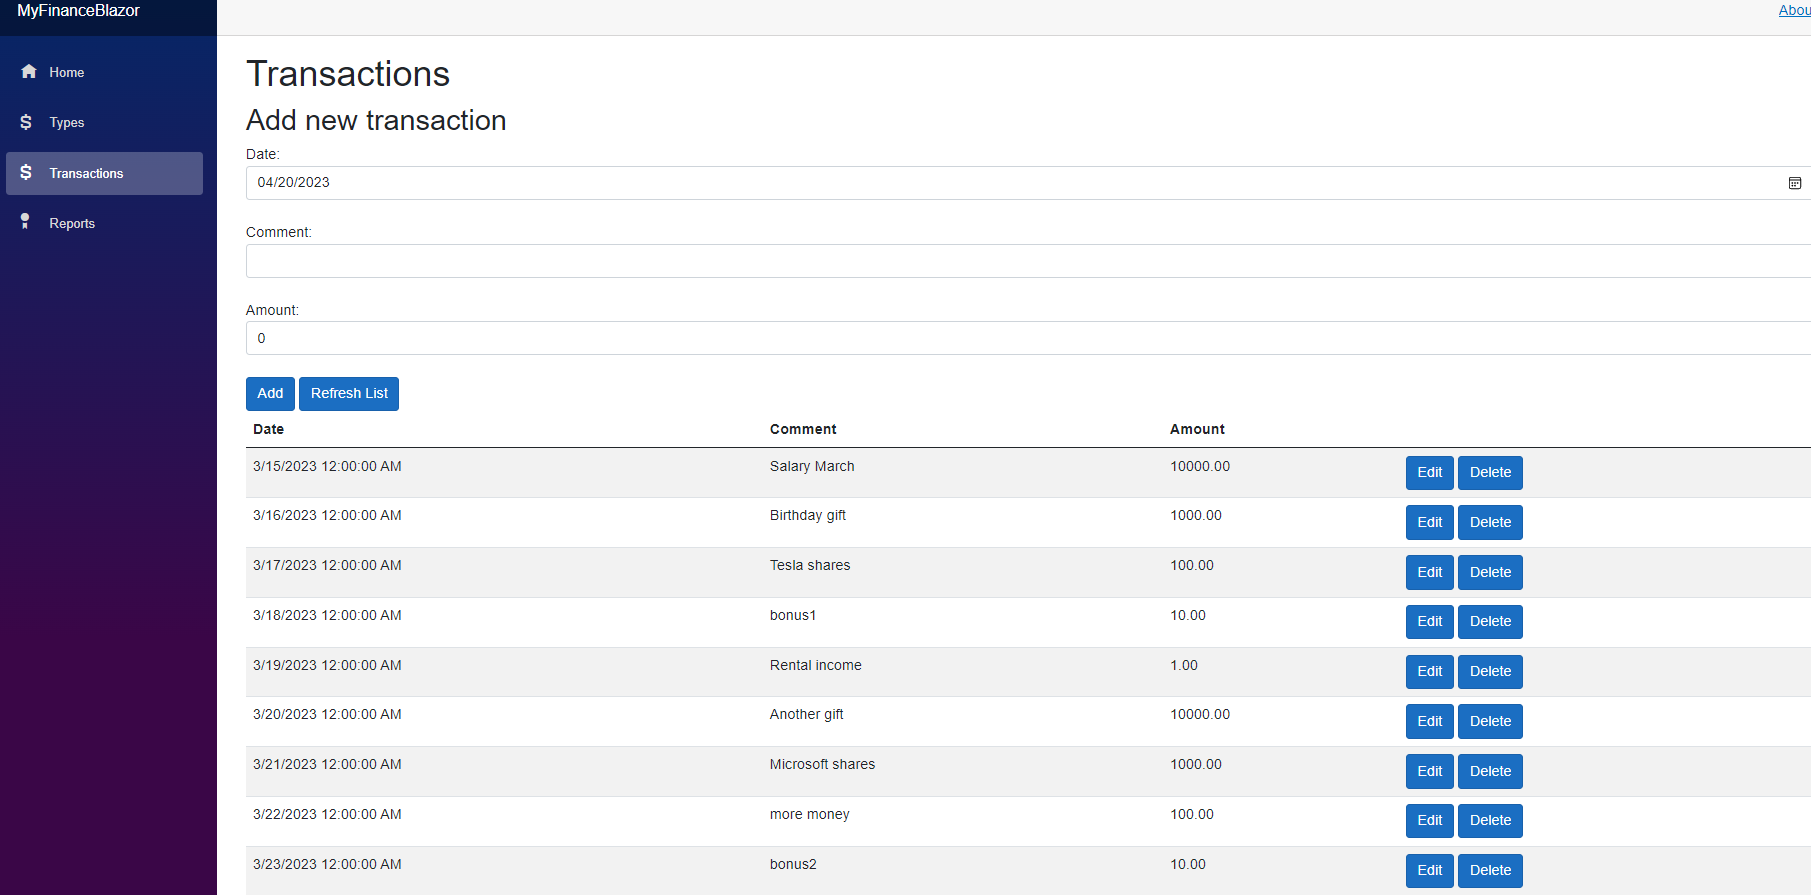 MyFinanceBlazor
Abou
Home
Types
Transactions
Reports
Transactions
Add new transaction
Date:
04/20/2023
Comment:
Amount:
0
Add Refresh List
Date Comment Amount
3/15/2023 12:00:00 AM Salary March 10000.00 Edit Delete
3/16/2023 12:00:00 AM Birthday gift 1000.00 Edit Delete
3/17/2023 12:00:00 AM Tesla shares 100.00 Edit Delete
3/18/2023 12:00:00 AM bonus1 10.00 Edit Delete
3/19/2023 12:00:00 AM Rental income 1.00 Edit Delete
3/20/2023 12:00:00 AM Another gift 10000.00 Edit Delete
3/21/2023 12:00:00 AM Microsoft shares 1000.00 Edit Delete
3/22/2023 12:00:00 AM more money 100.00 Edit Delete
3/23/2023 12:00:00 AM bonus2 10.00 Edit Delete